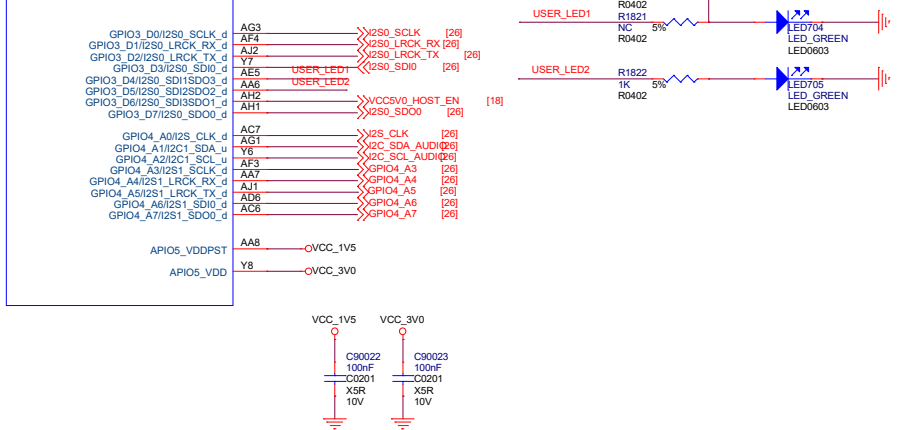 GPIO3_D0/I2S0_SCLK_d AG3 I2S0_SCLK [26]
GPIO3_D1/I2S0_LRCK_RX_d AF4 I2S0_LRCK_RX [26]
GPIO3_D2/I2S0_LRCK_TX_d AJ2 I2S0_LRCK_TX [26]
GPIO3_D3/I2S0_SDI0_d Y7 I2S0_SDI0 [26]
GPIO3_D4/I2S0_SDI1SDO3_d AE5 USER_LED1
GPIO3_D5/I2S0_SDI2SDO2_d AA6 USER_LED2
GPIO3_D6/I2S0_SDI3SDO1_d AH2 VCC5V0_HOST_EN [18]
GPIO3_D7/I2S0_SDO0_d AH1 I2S0_SDO0 [26]
GPIO4_A0/I2S_CLK_d AC7 I2S_CLK [26]
GPIO4_A1/I2C1_SDA_u AG1 I2C_SDA_AUDIO [26]
GPIO4_A2/I2C1_SCL_u Y6 I2C_SCL_AUDIO [26]
GPIO4_A3/I2S1_SCLK_d AF3 GPIO4_A3 [26]
GPIO4_A4/I2S1_LRCK_RX_d AA7 GPIO4_A4 [26]
GPIO4_A5/I2S1_LRCK_TX_d AJ1 GPIO4_A5 [26]
GPIO4_A6/I2S1_SDI0_d AD6 GPIO4_A6 [26]
GPIO4_A7/I2S1_SDO0_d AC6 GPIO4_A7 [26]
APIO5_VDDPST AA8 VCC_1V5
APIO5_VDD Y8 VCC_3V0
R0402
USER_LED1 R1821
NC 5%
R0402
LED704
LED_GREEN
LED0603
USER_LED2 R1822
1K 5%
R0402
LED705
LED_GREEN
LED0603
VCC_1V5 VCC_3V0
C90022 C90023
100nF 100nF
C0201 C0201
X5R X5R
10V 10V